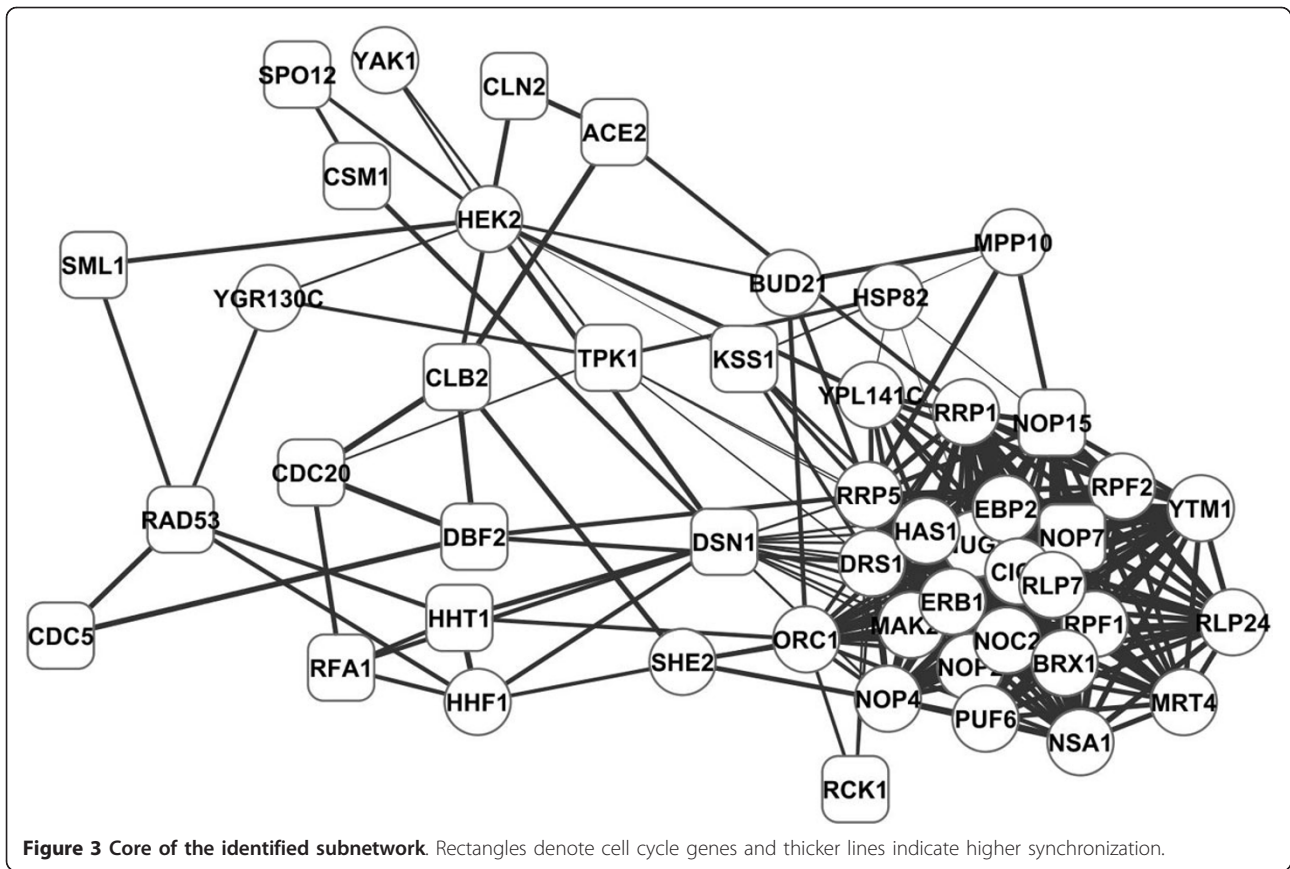 YAK1
SPO12
CLN2
ACE2
CSM1
HEK2
MPP10
SML1
BUD21
YGR130C
HSP82
TPK1
KSS1
CLB2
YPL141C
RRP1
NOP15
CDC20
RPF2
RRP5
YTM1
EBP2
RAD53
HAS1
NOP7
DBF2
DSN1
DRS1
RLP7
ERB1
HHT1
RPF1
RLP24
CDC5
ORC1
NOC2
SHE2
BRX1
RFA1
NOP4
HHF1
MRT4
PUF6
NSA1
RCK1
Figure 3 Core of the identified subnetwork. Rectangles denote cell cycle genes and thicker lines indicate higher synchronization.